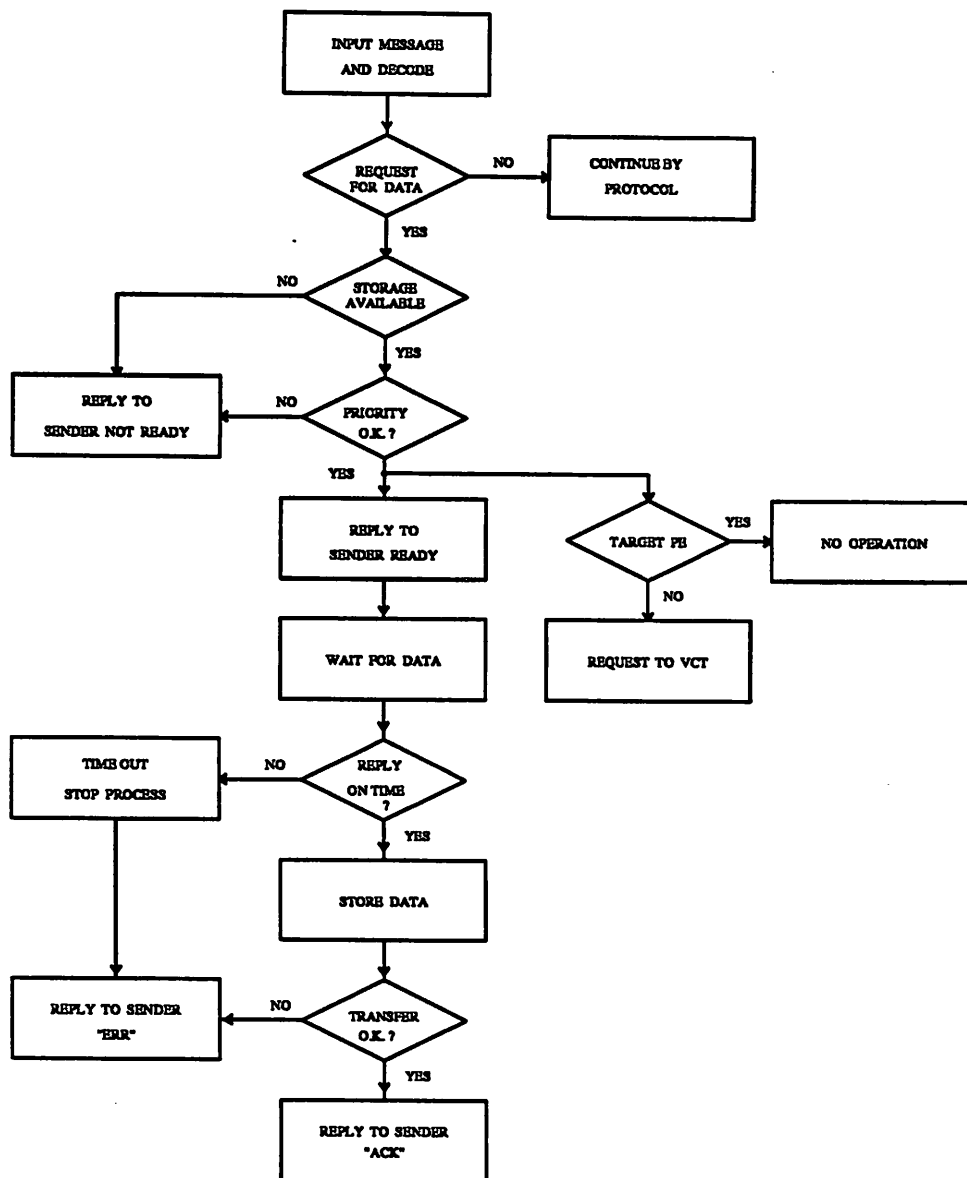 INPUT MESSAGE
AND DECODE
REQUEST
FOR DATA
NO
CONTINUE BY
PROTOCOL
YES
NO
STORAGE
AVAILABLE
YES
REPLY TO
SENDER NOT READY
NO
PRIORITY
O.K. ?
YES
REPLY TO
SENDER READY
TARGET PE
YES
NO OPERATION
NO
WAIT FOR DATA
REQUEST TO VCT
TIME OUT
STOP PROCESS
NO
REPLY
ON TIME
?
YES
STORE DATA
REPLY TO SENDER
"ERR"
NO
TRANSFER
O.K. ?
YES
REPLY TO SENDER
"ACK"